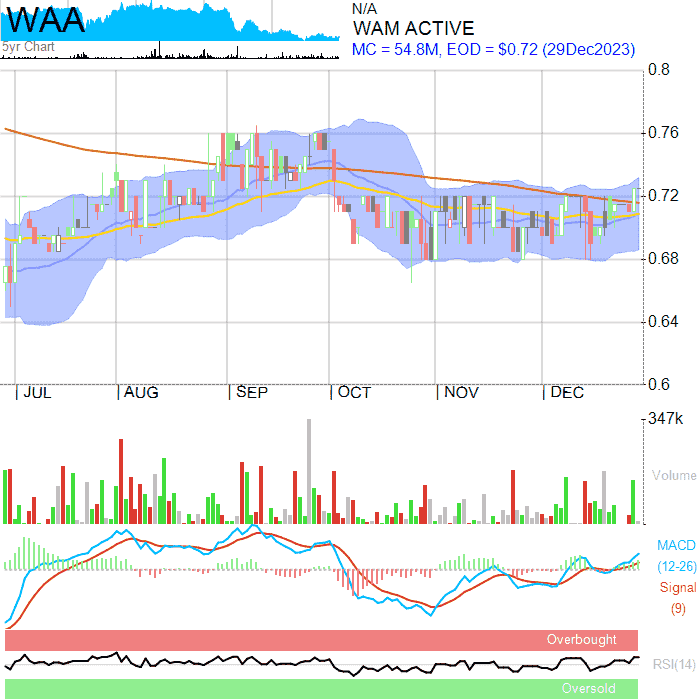 WAA
5yr Chart
N/A
WAM ACTIVE
MC = 54.8M, EOD = $0.72 (29Dec2023)
0.8
0.76
0.72
0.68
0.64
0.6
JUL AUG SEP OCT NOV DEC
347k
Volume
MACD
(12-26)
Signal
(9)
Overbought
RSI(14)
Oversold